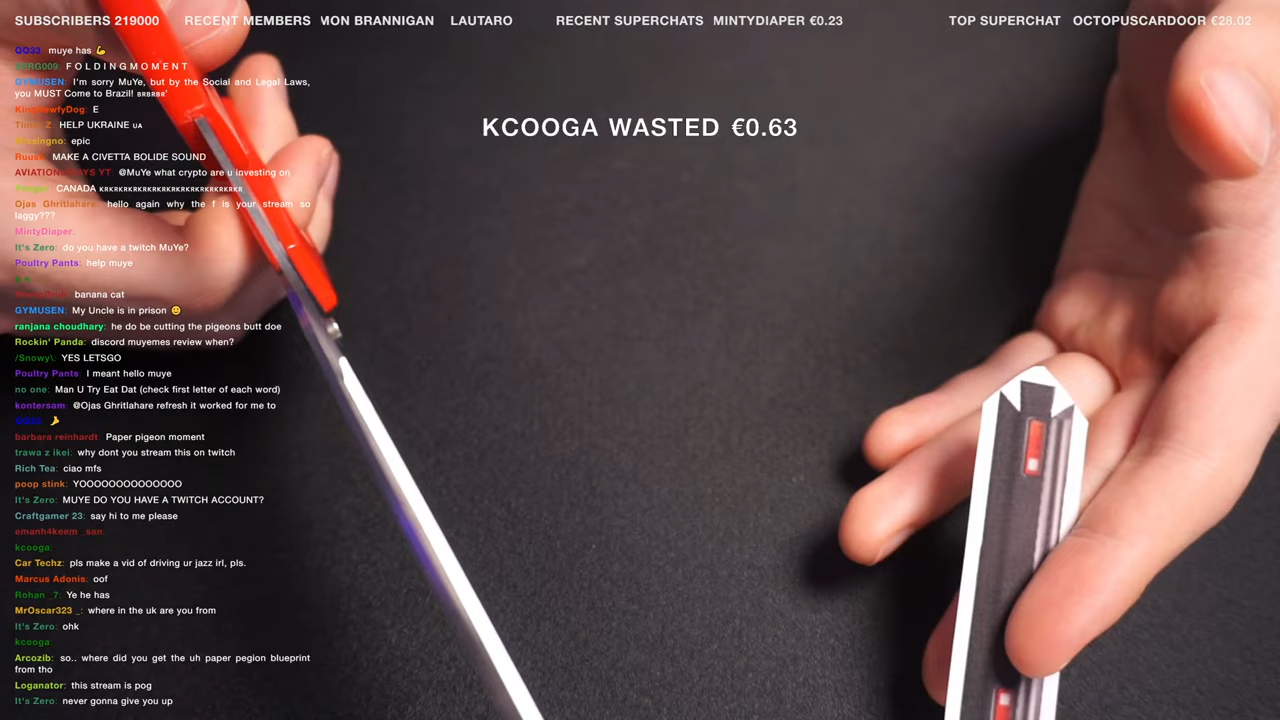 SUBSCRIBERS 219000 RECENT MEMBERS MON BRANNIGAN LAUTARO RECENT SUPERCHATS MINTYDIAPER €0.23 TOP SUPERCHAT OCTOPUSCARDOOR €28.02
KCOOGA WASTED €0.63
muye has 💪
F O L D I N G M O M E N T
GYMUSEN: I'm sorry MuYe, but by the Social and Legal Laws,
you MUST Come to Brazil! BRBRBR'
E
HELP UKRAINE UA
epic
MAKE A CIVETTA BOLIDE SOUND
@MuYe what crypto are u investing on
CANADA KRKRKRKRKRKRKRKRKRKRKRKRKRKR
Ojas Ghritlahare: hello again why the f is your stream so
laggy???
MintyDiaper:
It's Zero: do you have a twitch MuYe?
Poultry Pants: help muye
banana cat
GYMUSEN: My Uncle is in prison 🙂
ranjana choudhary: he do be cutting the pigeons butt doe
Rockin' Panda: discord muyemes review when?
/Snowy\: YES LETSGO
Poultry Pants: I meant hello muye
no one: Man U Try Eat Dat (check first letter of each word)
kontersam: @Ojas Ghritlahare refresh it worked for me to
barbara reinhardt: Paper pigeon moment
trawa z ikei: why dont you stream this on twitch
Rich Tea: ciao mfs
poop stink: YOOOOOOOOOOOOOO
It's Zero: MUYE DO YOU HAVE A TWITCH ACCOUNT?
Craftgamer 23: say hi to me please
emanh4keem _san:
kcooga:
Car Techz: pls make a vid of driving ur jazz irl, pls.
Marcus Adonis: oof
Rohan _7: Ye he has
MrOscar323 _: where in the uk are you from
It's Zero: ohk
kcooga:
Arcozib: so.. where did you get the uh paper pegion blueprint
from tho
Loganator: this stream is pog
It's Zero: never gonna give you up